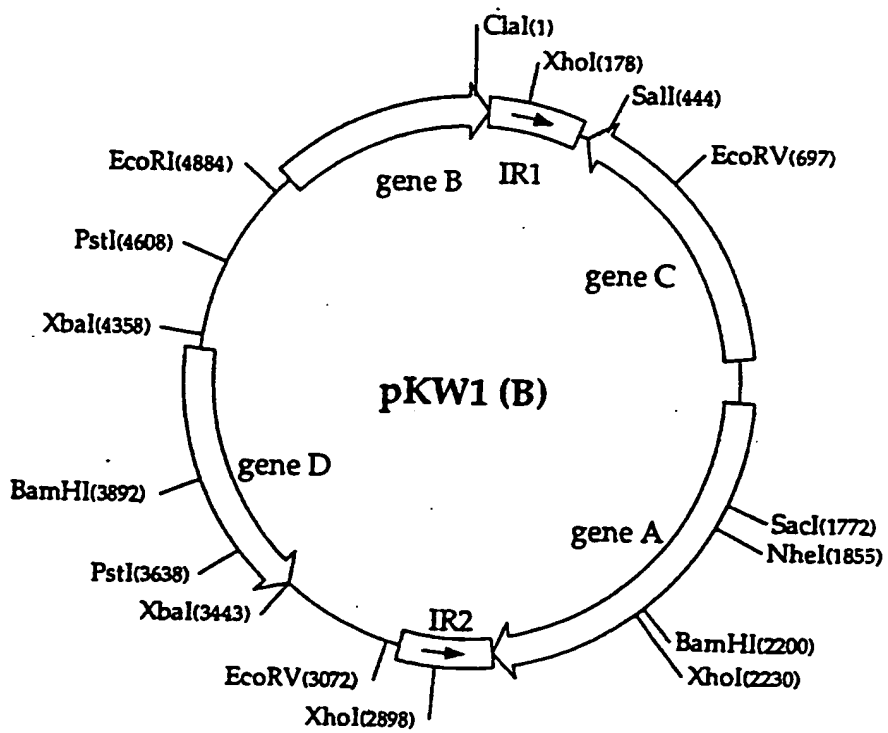 ClaI(1)
XhoI(178)
SalI(444)
EcoRV(697)
EcoRI(4884)
gene B
IR1
PstI(4608)
gene C
XbaI(4358)
pKW1 (B)
gene D
BamHI(3892)
SacI(1772)
gene A
NheI(1855)
PstI(3638)
XbaI(3443)
IR2
BamHI(2200)
EcoRV(3072)
XhoI(2230)
XhoI(2898)